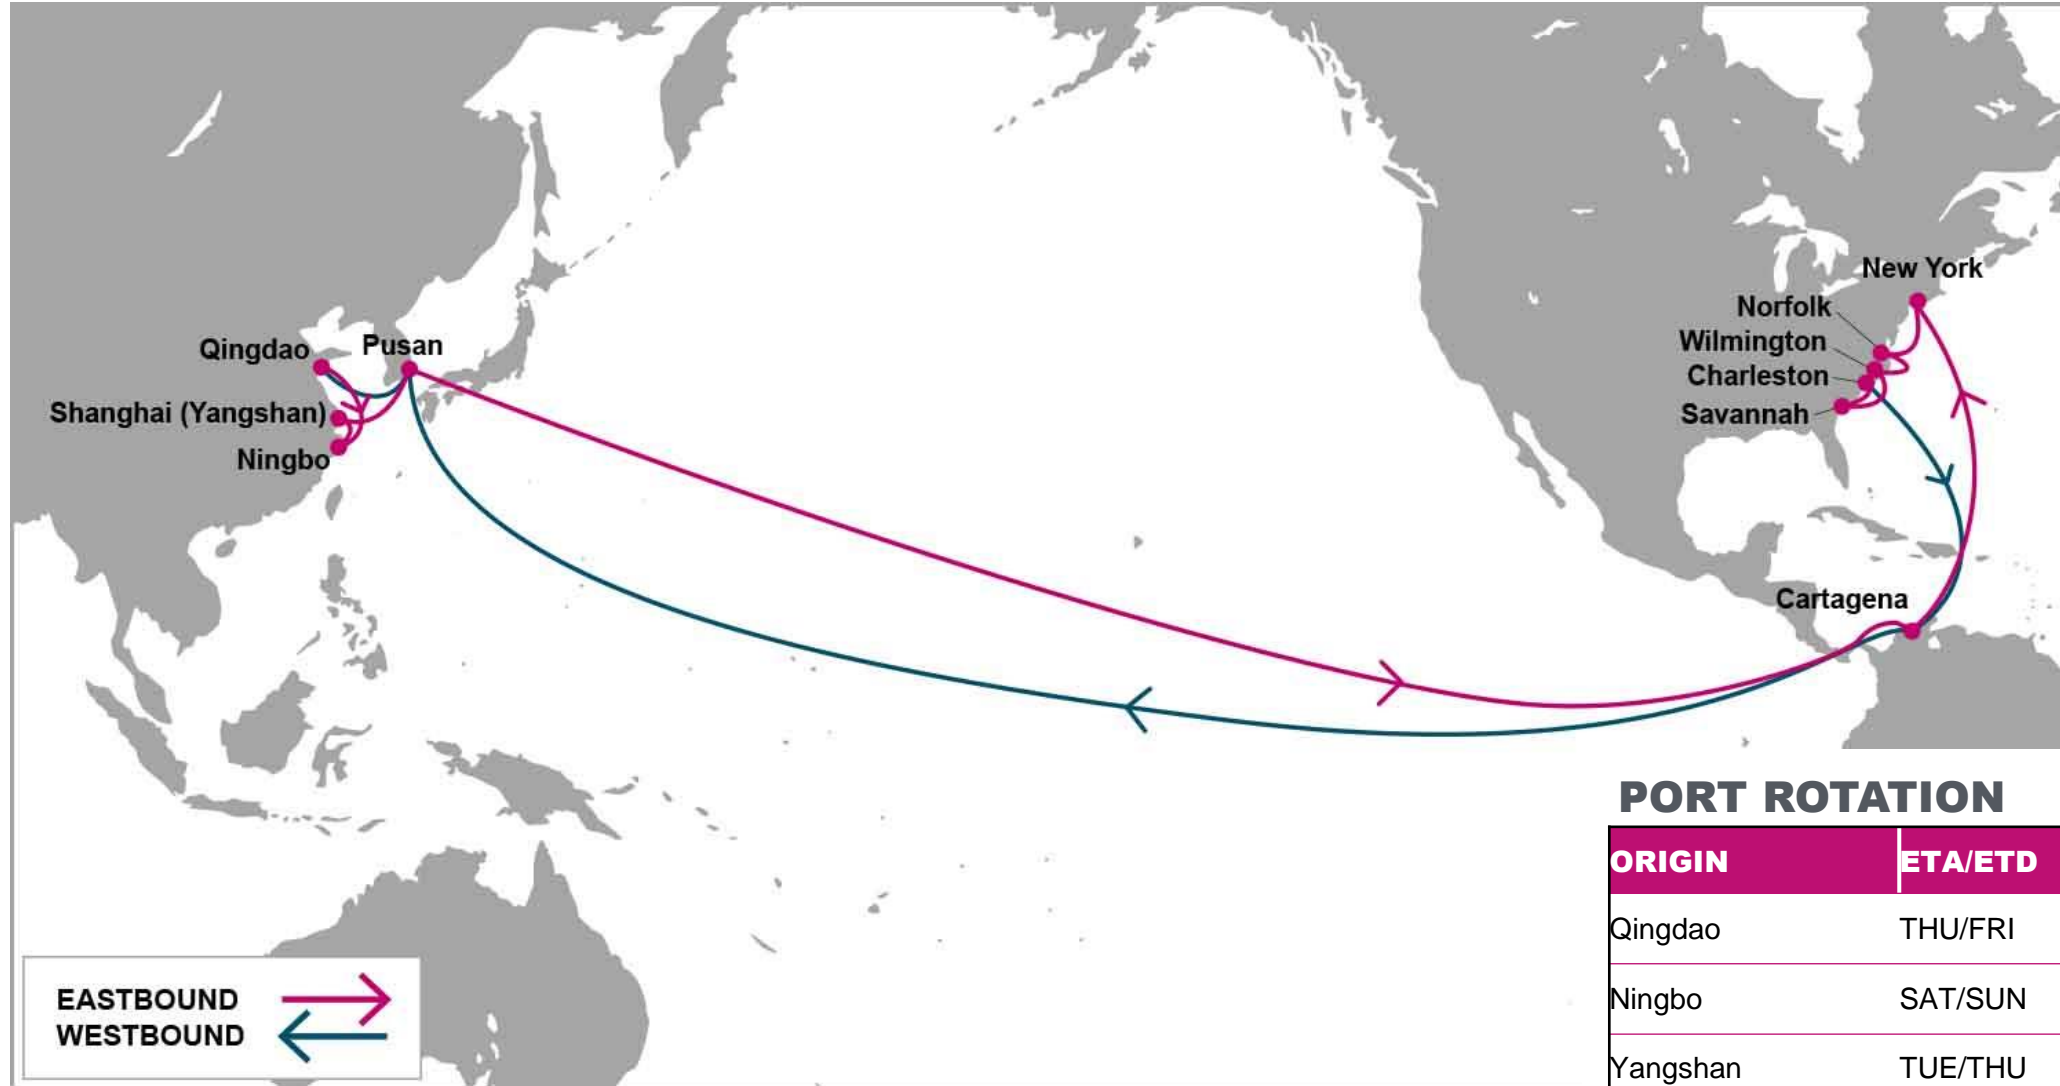 New York
Norfolk
Wilmington
Charleston
Savannah
Qingdao
Pusan
Shanghai (Yangshan)
Ningbo
Cartagena
EASTBOUND
WESTBOUND
PORT ROTATION
ORIGIN ETA/ETD
Qingdao THU/FRI
Ningbo SAT/SUN
Yangshan TUE/THU